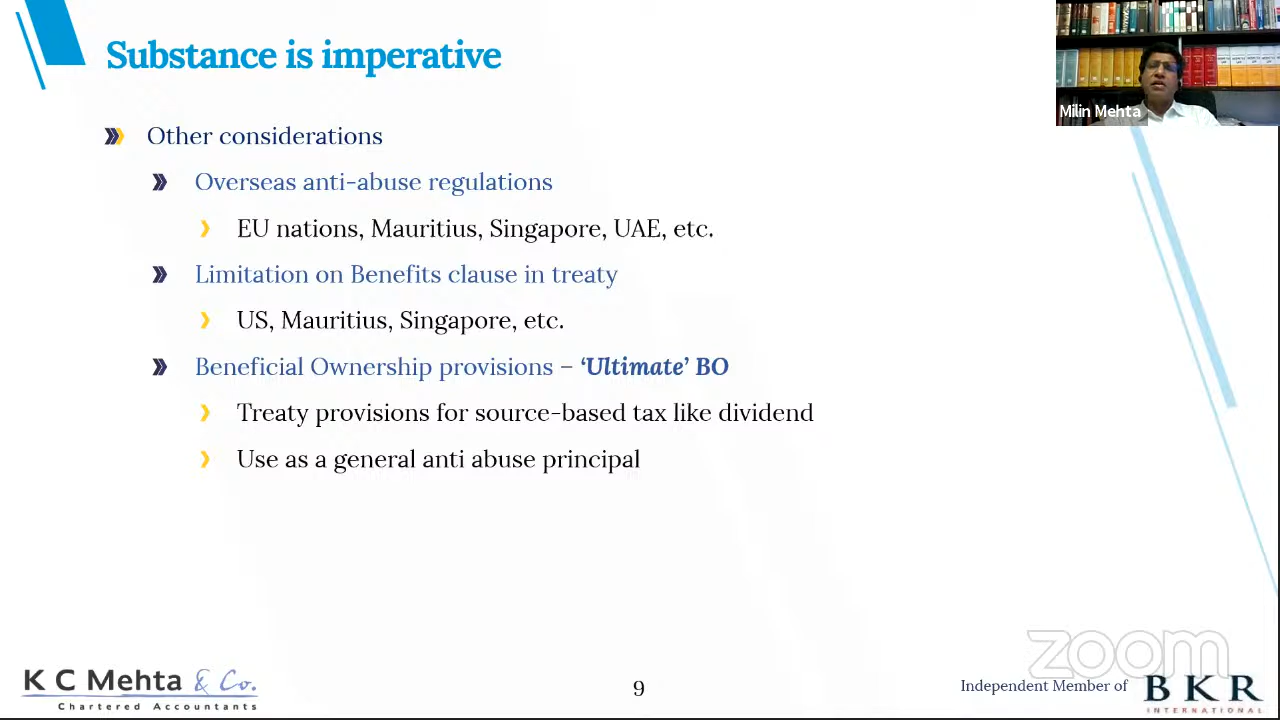 Substance is imperative
Milin Mehta
Other considerations
Overseas anti-abuse regulations
EU nations, Mauritius, Singapore, UAE, etc.
Limitation on Benefits clause in treaty
US, Mauritius, Singapore, etc.
Beneficial Ownership provisions – ‘Ultimate’ BO
Treaty provisions for source-based tax like dividend
Use as a general anti abuse principal
zoom
K C Mehta & Co.
Chartered Accountants
9
Independent Member of
BKR
INTERNATIONAL